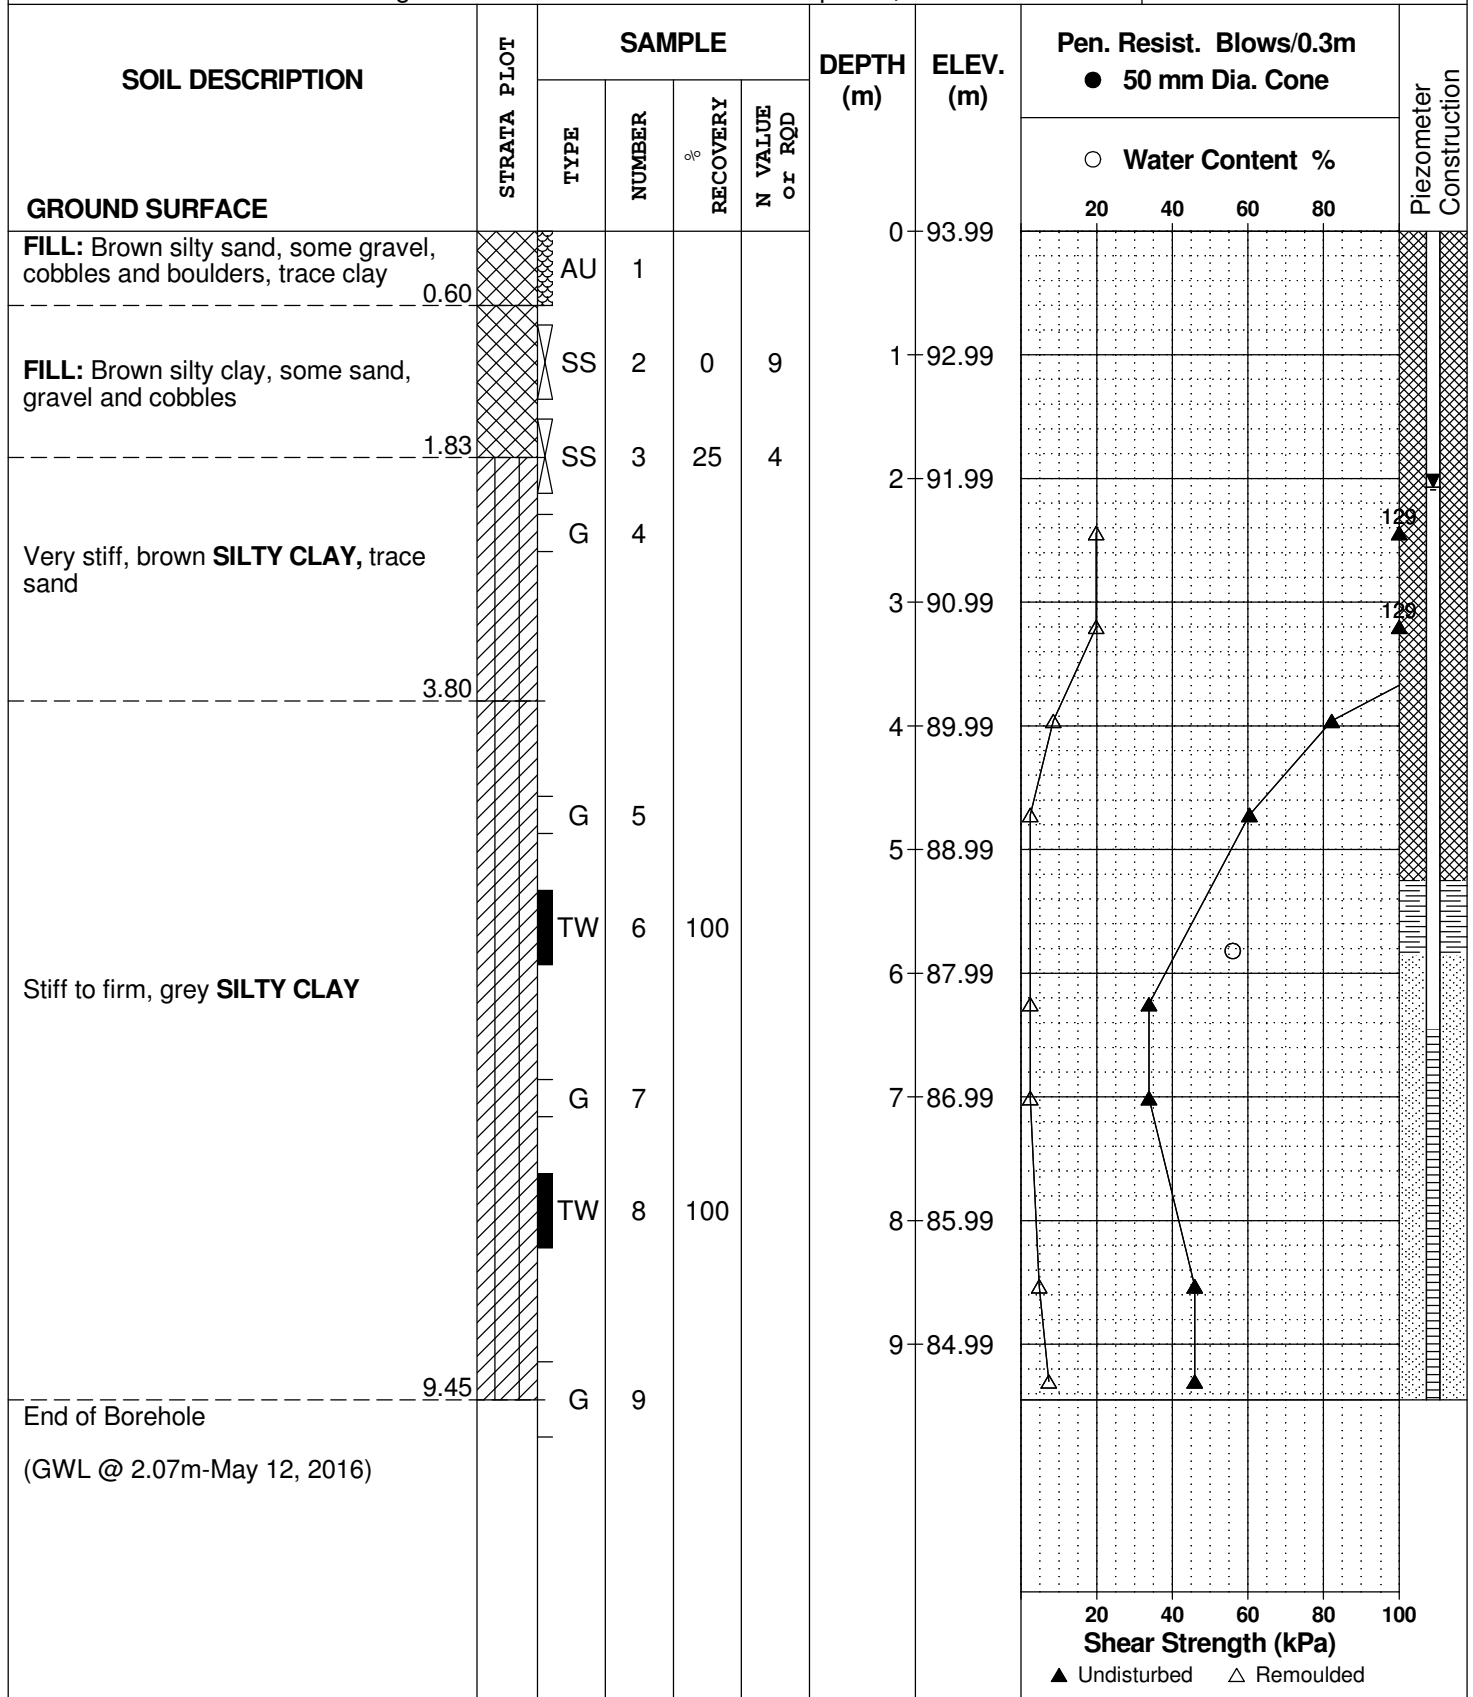 SOIL DESCRIPTION
GROUND SURFACE
STRATA PLOT
SAMPLE
TYPE
NUMBER
% RECOVERY
N VALUE or RQD
DEPTH (m)
ELEV. (m)
Pen. Resist. Blows/0.3m
● 50 mm Dia. Cone
○ Water Content %
20 40 60 80
Piezometer Construction
0 93.99
FILL: Brown silty sand, some gravel,
cobbles and boulders, trace clay
0.60
AU 1
FILL: Brown silty clay, some sand,
gravel and cobbles
1.83
SS 2 0 9
1 92.99
SS 3 25 4
2 91.99
G 4
129
Very stiff, brown SILTY CLAY, trace
sand
3.80
3 90.99
129
4 89.99
G 5
5 88.99
TW 6 100
6 87.99
Stiff to firm, grey SILTY CLAY
G 7
7 86.99
TW 8 100
8 85.99
9 84.99
9.45
G 9
End of Borehole
(GWL @ 2.07m-May 12, 2016)
20 40 60 80 100
Shear Strength (kPa)
▲ Undisturbed △ Remoulded